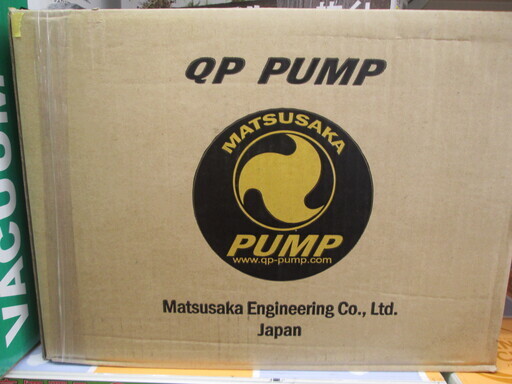 QP PUMP
MATSUSAKA
PUMP
www.qp-pump.com
Matsusaka Engineering Co., Ltd.
Japan
VACUUM